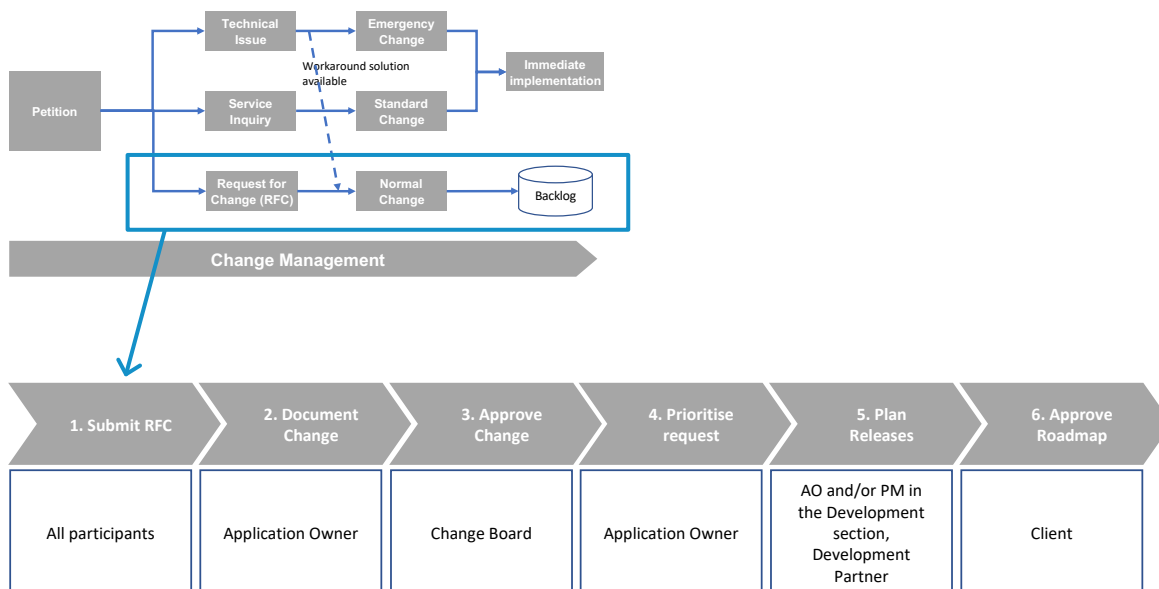 Technical
Issue
Emergency
Change
Workaround solution
available
Immediate
implementation
Petition
Service
Inquiry
Standard
Change
Request for
Change (RFC)
Normal
Change
Backlog
Change Management
1. Submit RFC
2. Document
Change
3. Approve
Change
4. Prioritise
request
5. Plan
Releases
6. Approve
Roadmap
All participants
Application Owner
Change Board
Application Owner
AO and/or PM in
the Development
section,
Development
Partner
Client